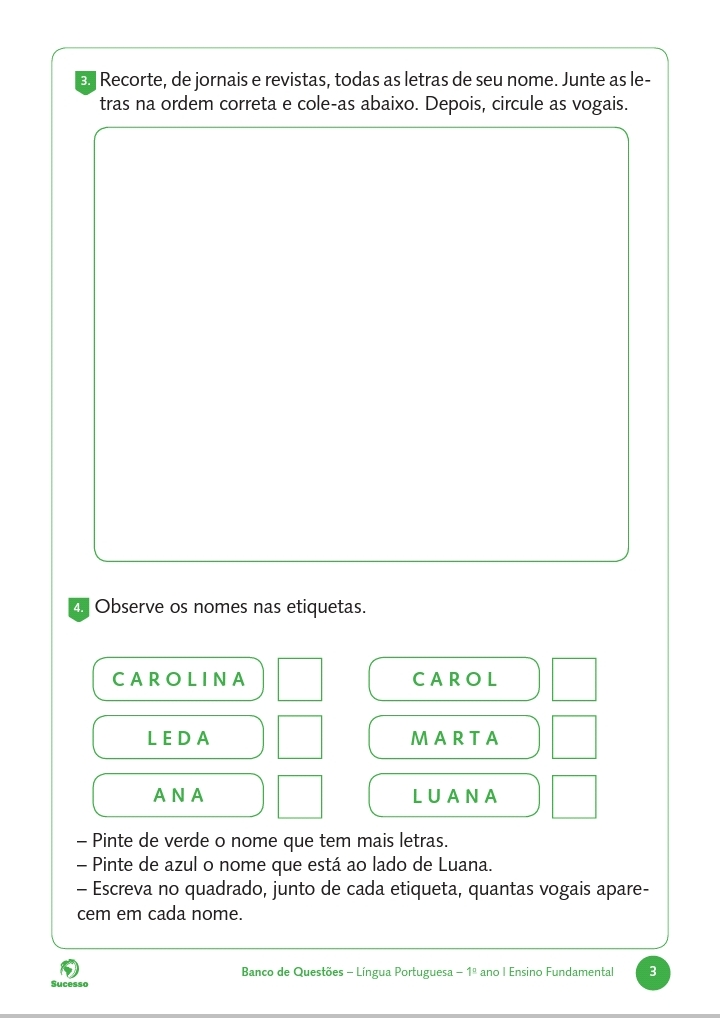 3. Recorte, de jornais e revistas, todas as letras de seu nome. Junte as le-
tras na ordem correta e cole-as abaixo. Depois, circule as vogais.
4. Observe os nomes nas etiquetas.
CAROLINA CAROL
LEDA MARTA
ANA LUANA
– Pinte de verde o nome que tem mais letras.
– Pinte de azul o nome que está ao lado de Luana.
– Escreva no quadrado, junto de cada etiqueta, quantas vogais apare-
cem em cada nome.
Sucesso
Banco de Questões – Língua Portuguesa – 1º ano I Ensino Fundamental
3